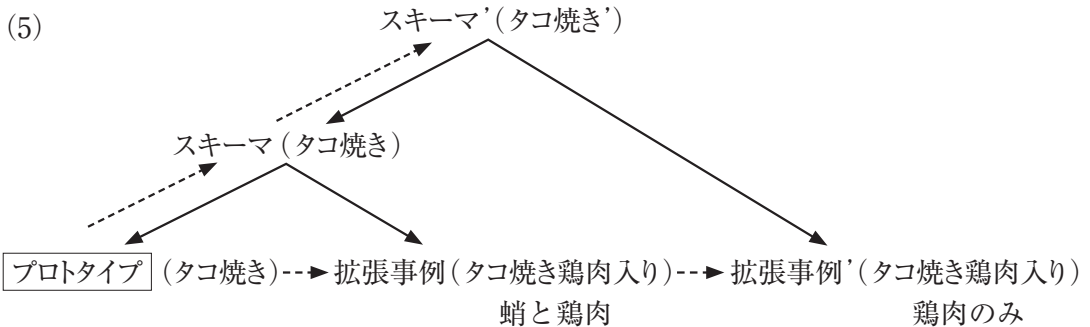 (5)
スキーマ’(タコ焼き’)
スキーマ(タコ焼き)
プロトタイプ (タコ焼き) 拡張事例(タコ焼き鶏肉入り) 拡張事例’(タコ焼き鶏肉入り)
蛸と鶏肉 鶏肉のみ